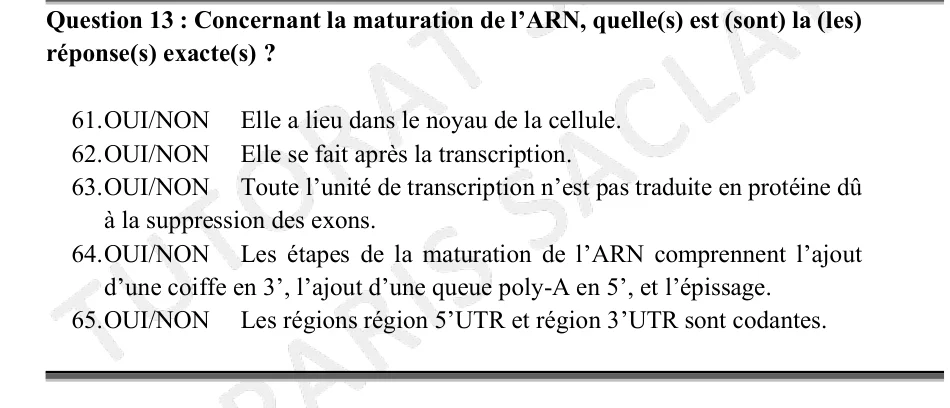 Question 13 : Concernant la maturation de l’ARN, quelle(s) est (sont) la (les)
réponse(s) exacte(s) ?
61.OUI/NON Elle a lieu dans le noyau de la cellule.
62.OUI/NON Elle se fait après la transcription.
63.OUI/NON Toute l’unité de transcription n’est pas traduite en protéine dû
à la suppression des exons.
64.OUI/NON Les étapes de la maturation de l’ARN comprennent l’ajout
d’une coiffe en 3’, l’ajout d’une queue poly-A en 5’, et l’épissage.
65.OUI/NON Les régions région 5’UTR et région 3’UTR sont codantes.
TUTORAT
PARIS SACLA